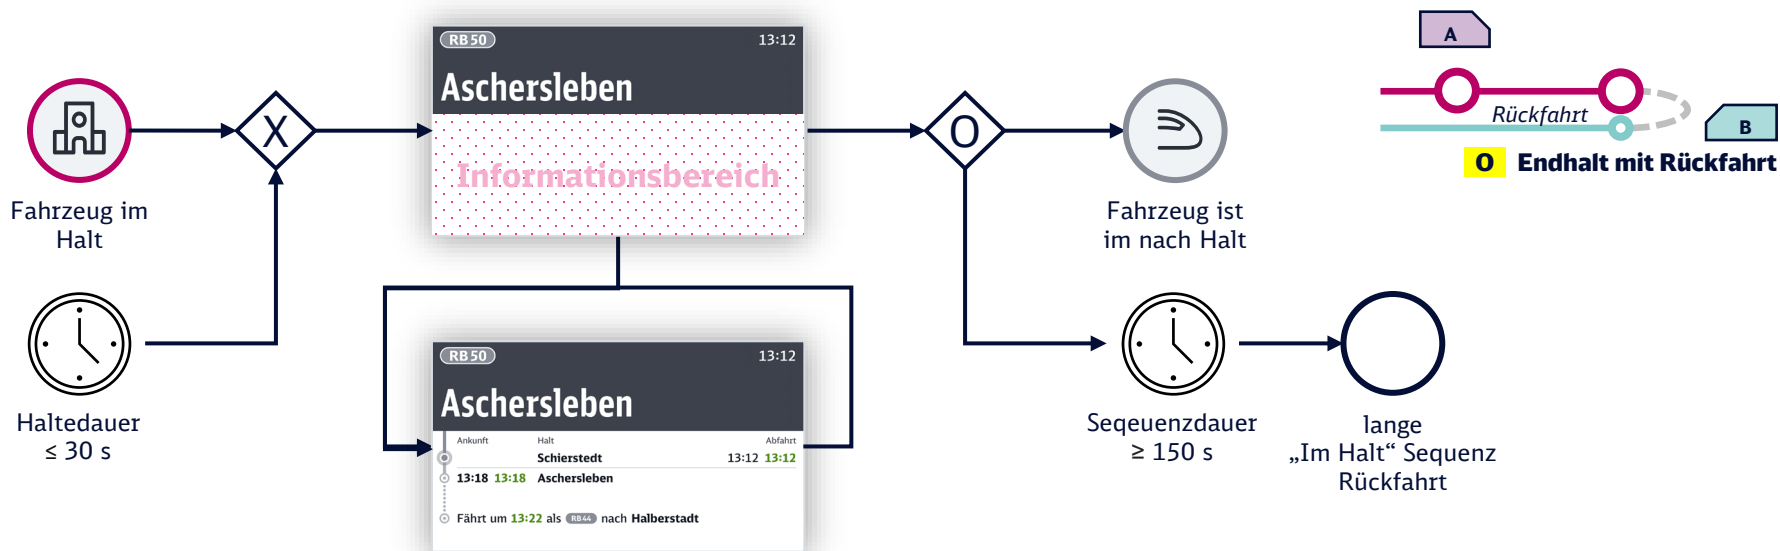 RB 50 13:12
Aschersleben
Informationsbereich
X
O
A
Rückfahrt
B
O Endhalt mit Rückfahrt
Fahrzeug im
Halt
Fahrzeug ist
im nach Halt
Haltedauer
≤ 30 s
RB 50 13:12
Aschersleben
Ankunft Halt Abfahrt
Schierstedt 13:12 13:12
13:18 13:18 Aschersleben
Fährt um 13:22 als RB44 nach Halberstadt
Seqeuenzdauer
≥ 150 s
lange
„Im Halt“ Sequenz
Rückfahrt